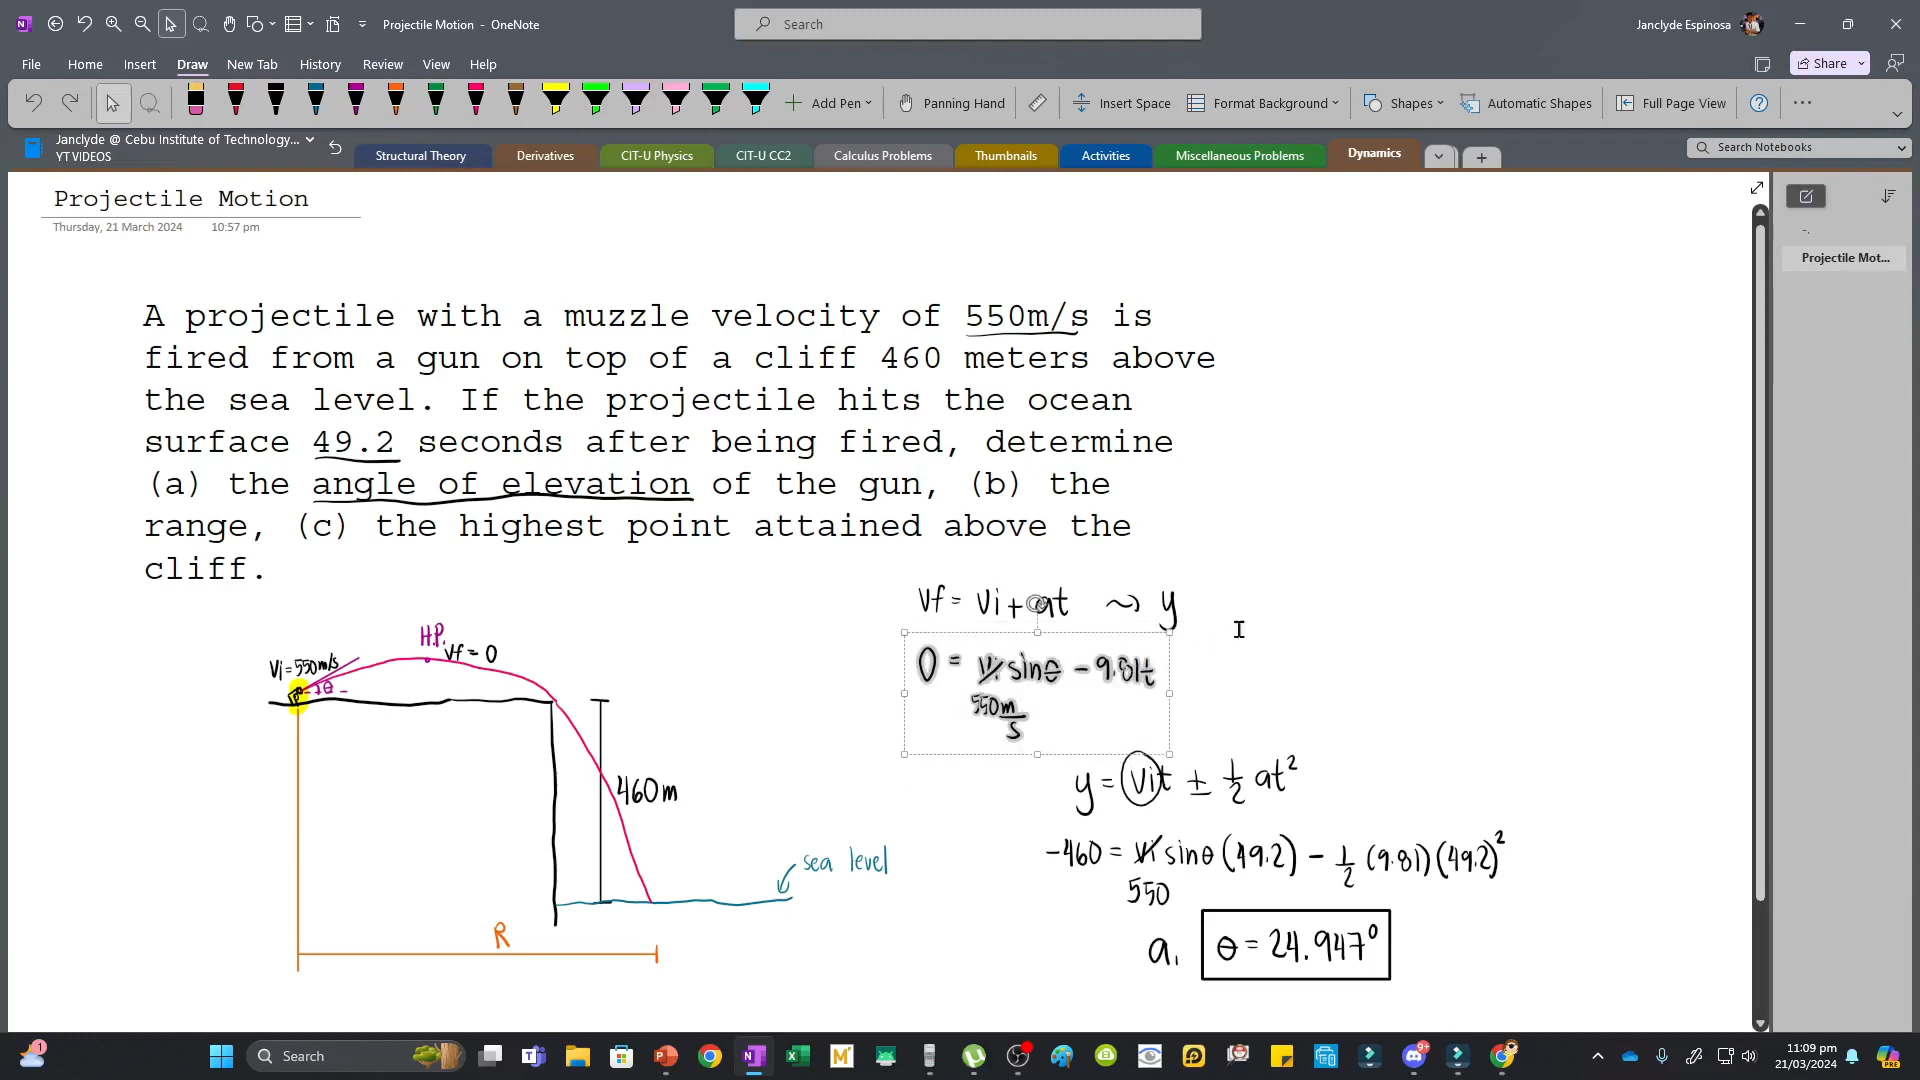 Projectile Motion - OneNote
Search
Janclyde Espinosa
File Home Insert Draw New Tab History Review View Help
Share
Add Pen
Panning Hand
Insert Space
Format Background
Shapes
Automatic Shapes
Full Page View
Janclyde @ Cebu Institute of Technology...
YT VIDEOS
Structural Theory
Derivatives
CIT-U Physics
CIT-U CC2
Calculus Problems
Thumbnails
Activities
Miscellaneous Problems
Dynamics
Search Notebooks
Projectile Motion
Thursday, 21 March 2024 10:57 pm
-.
Projectile Mot...
A projectile with a muzzle velocity of 550m/s is
fired from a gun on top of a cliff 460 meters above
the sea level. If the projectile hits the ocean
surface 49.2 seconds after being fired, determine
(a) the angle of elevation of the gun, (b) the
range, (c) the highest point attained above the
cliff.
H.P.
Vf = 0
Vi = 550m/s
θ
460m
sea level
R
Vf = Vi + at ~> y
0 = Vi sinθ - 9.81t
550m/s
y = Vit ± 1/2 at²
-460 = Vi sinθ (49.2) - 1/2 (9.81)(49.2)²
550
a. θ = 24.947°
Search
11:09 pm
21/03/2024